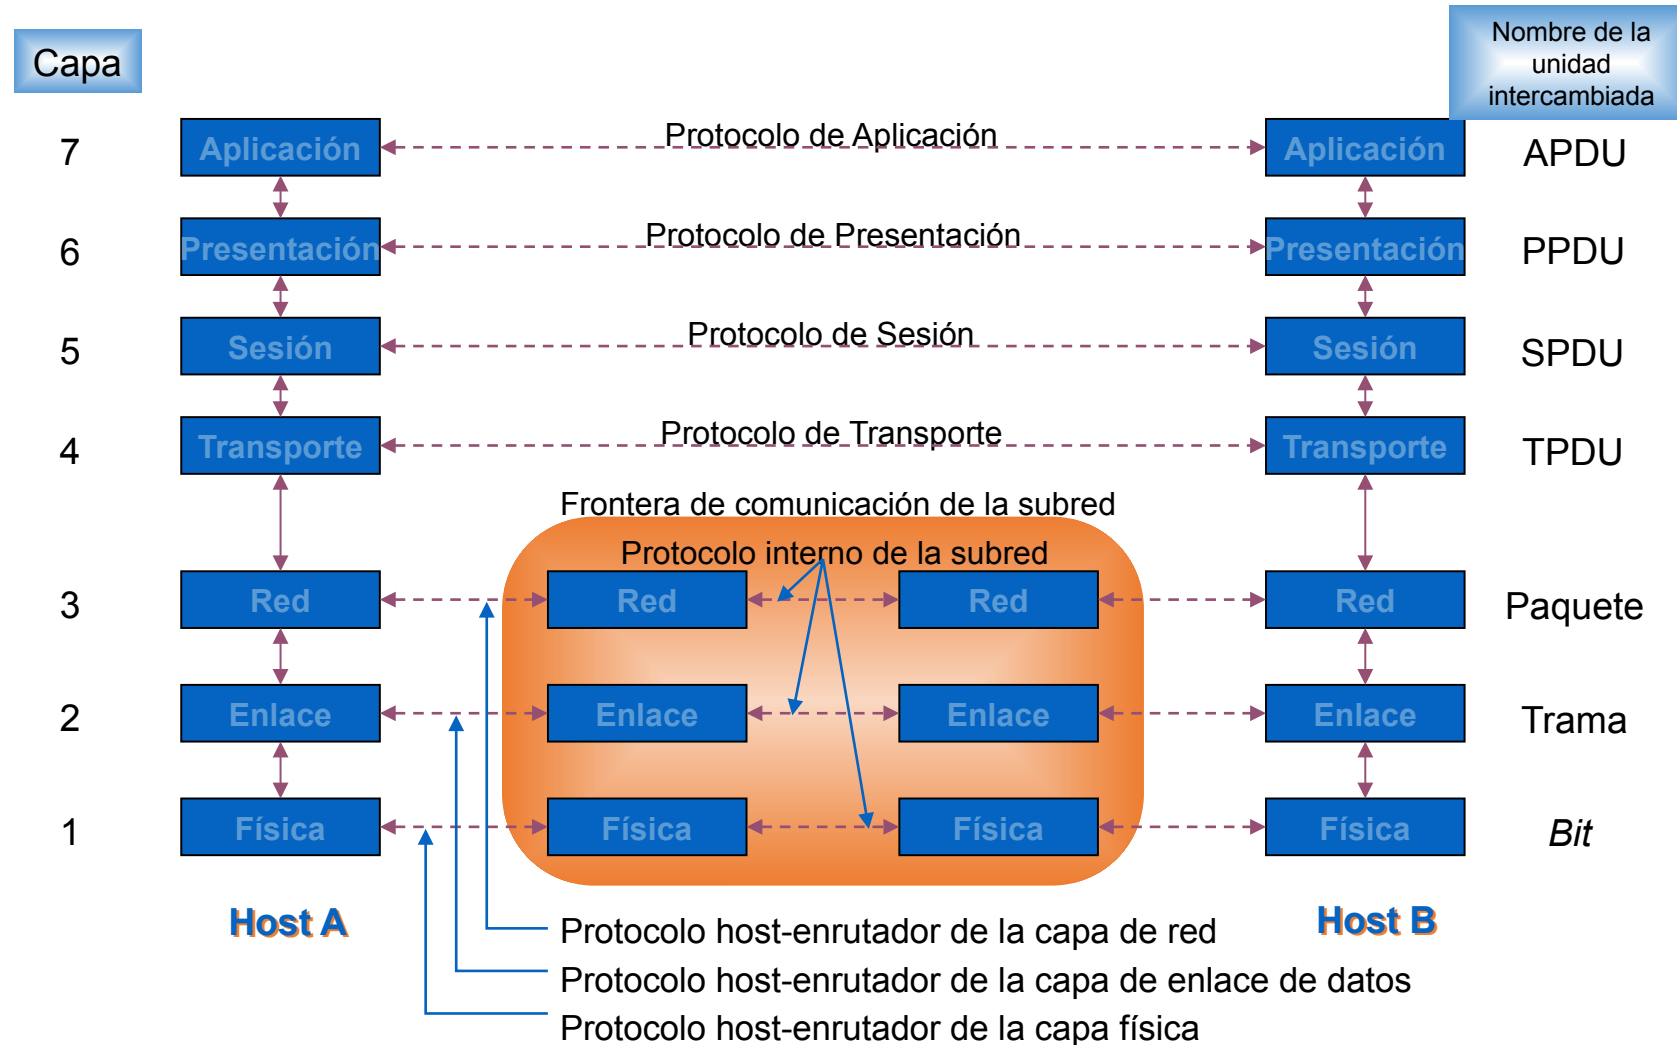 Capa
Nombre de la
unidad
intercambiada
7
Aplicación
Protocolo de Aplicación
Aplicación
APDU
6
Presentación
Protocolo de Presentación
Presentación
PPDU
5
Sesión
Protocolo de Sesión
Sesión
SPDU
4
Transporte
Protocolo de Transporte
Transporte
TPDU
Frontera de comunicación de la subred
Protocolo interno de la subred
3
Red
Red
Red
Red
Paquete
2
Enlace
Enlace
Enlace
Enlace
Trama
1
Física
Física
Física
Física
Bit
Host A
Host B
Protocolo host-enrutador de la capa de red
Protocolo host-enrutador de la capa de enlace de datos
Protocolo host-enrutador de la capa física